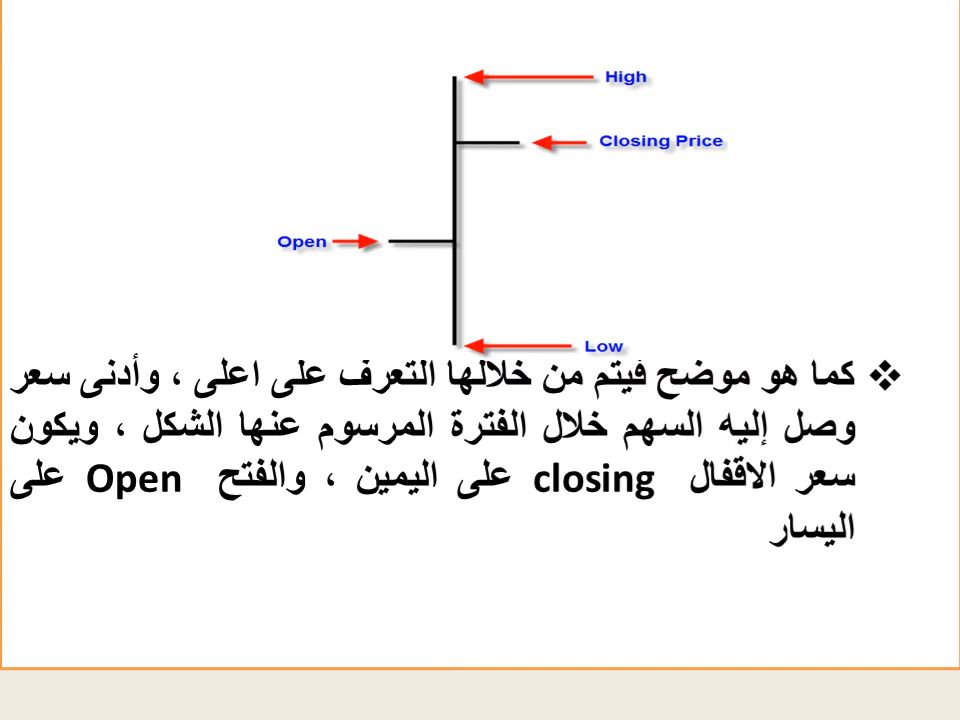 High
Closing Price
Open
Low
❖ كما هو موضح فيتم من خلالها التعرف على اعلى ، وأدنى سعر
وصل إليه السهم خلال الفترة المرسوم عنها الشكل ، ويكون
سعر الاقفال closing على اليمين ، والفتح Open على
اليسار